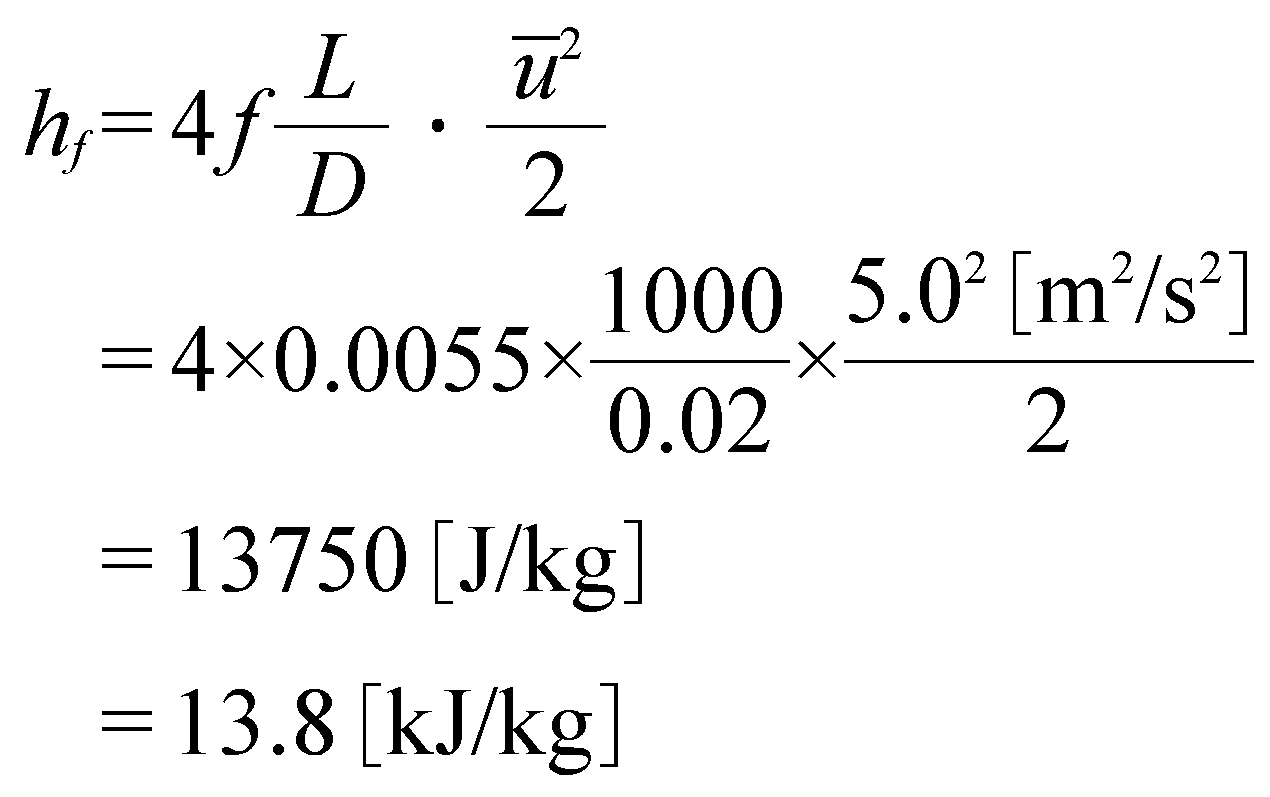 h_f = 4f L/D · u̅²/2
= 4×0.0055× 1000/0.02 × 5.0² [m²/s²]/2
= 13750 [J/kg]
= 13.8 [kJ/kg]